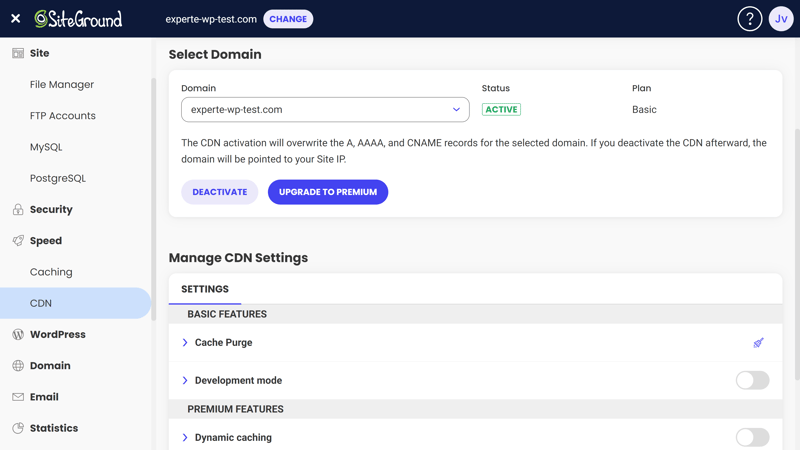 SiteGround
experte-wp-test.com
CHANGE
?
Jv
Site
File Manager
FTP Accounts
MySQL
PostgreSQL
Security
Speed
Caching
CDN
WordPress
Domain
Email
Statistics
Select Domain
Domain
Status
Plan
experte-wp-test.com
ACTIVE
Basic
The CDN activation will overwrite the A, AAAA, and CNAME records for the selected domain. If you deactivate the CDN afterward, the
domain will be pointed to your Site IP.
DEACTIVATE
UPGRADE TO PREMIUM
Manage CDN Settings
SETTINGS
BASIC FEATURES
Cache Purge
Development mode
PREMIUM FEATURES
Dynamic caching